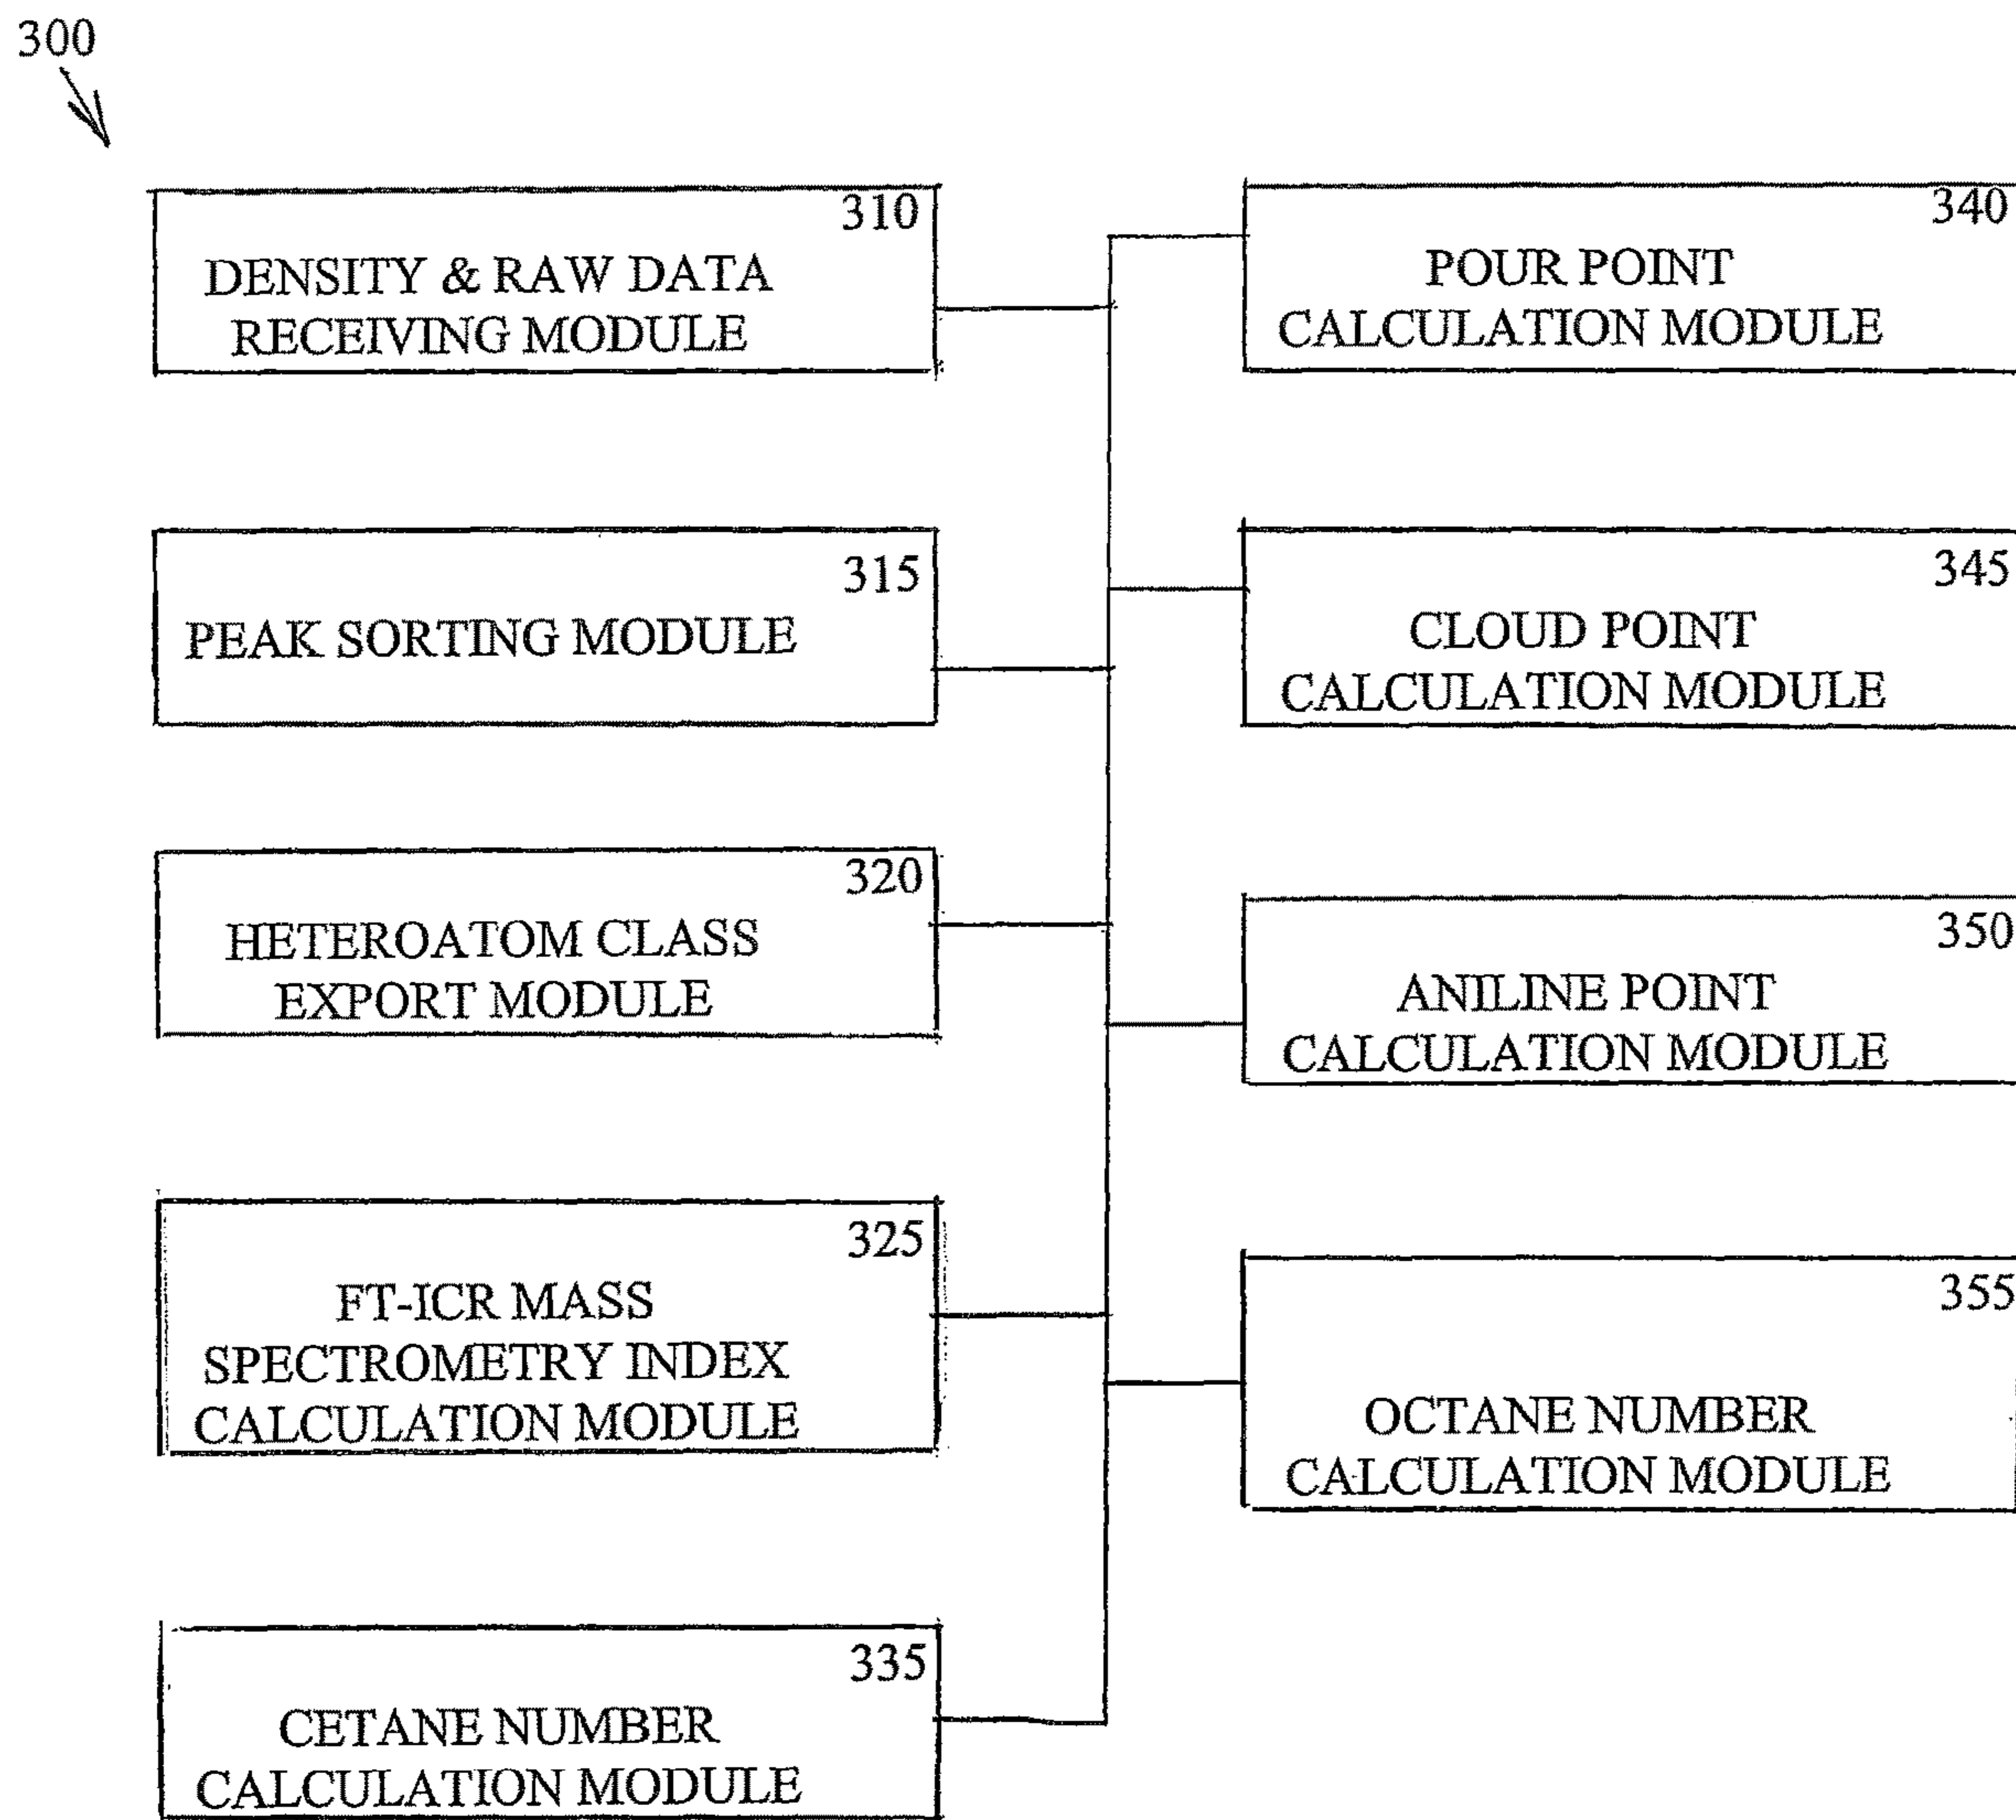 300
310
DENSITY & RAW DATA
RECEIVING MODULE
315
PEAK SORTING MODULE
320
HETEROATOM CLASS
EXPORT MODULE
325
FT-ICR MASS
SPECTROMETRY INDEX
CALCULATION MODULE
335
CETANE NUMBER
CALCULATION MODULE
340
POUR POINT
CALCULATION MODULE
345
CLOUD POINT
CALCULATION MODULE
350
ANILINE POINT
CALCULATION MODULE
355
OCTANE NUMBER
CALCULATION MODULE